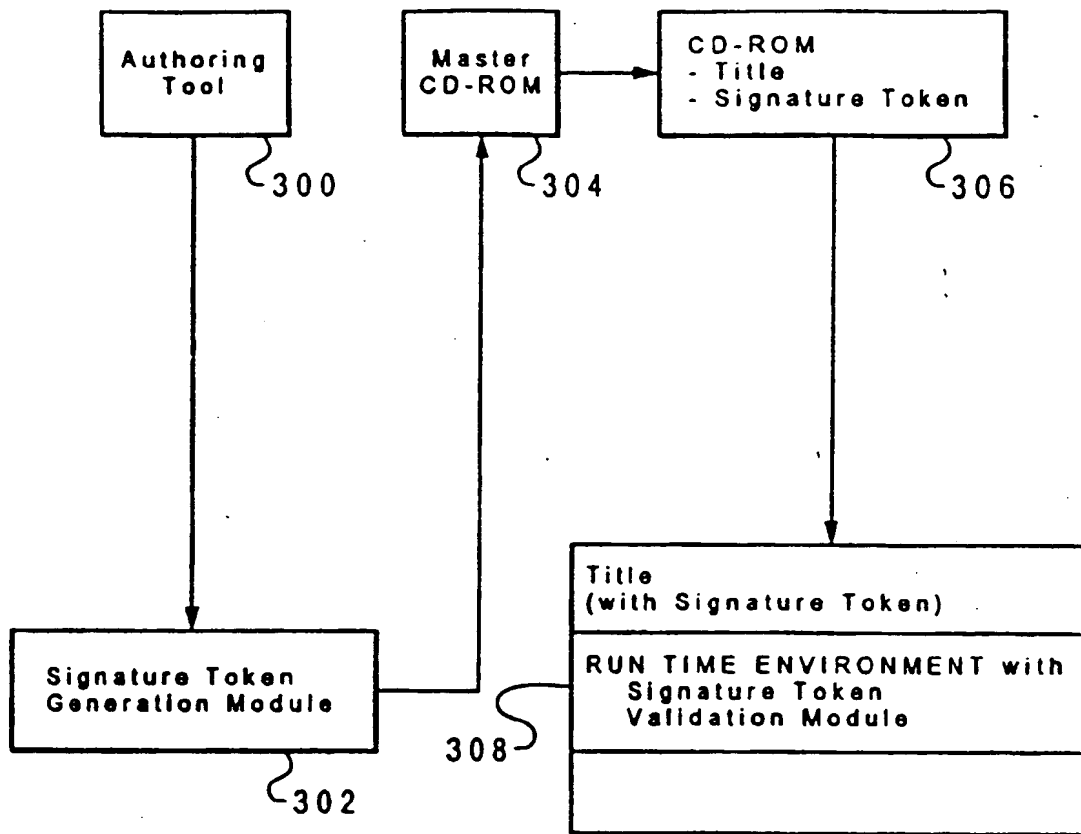 Authoring
Tool
300
Master
CD-ROM
304
CD-ROM
- Title
- Signature Token
306
Signature Token
Generation Module
302
Title
(with Signature Token)
RUN TIME ENVIRONMENT with
Signature Token
Validation Module
308